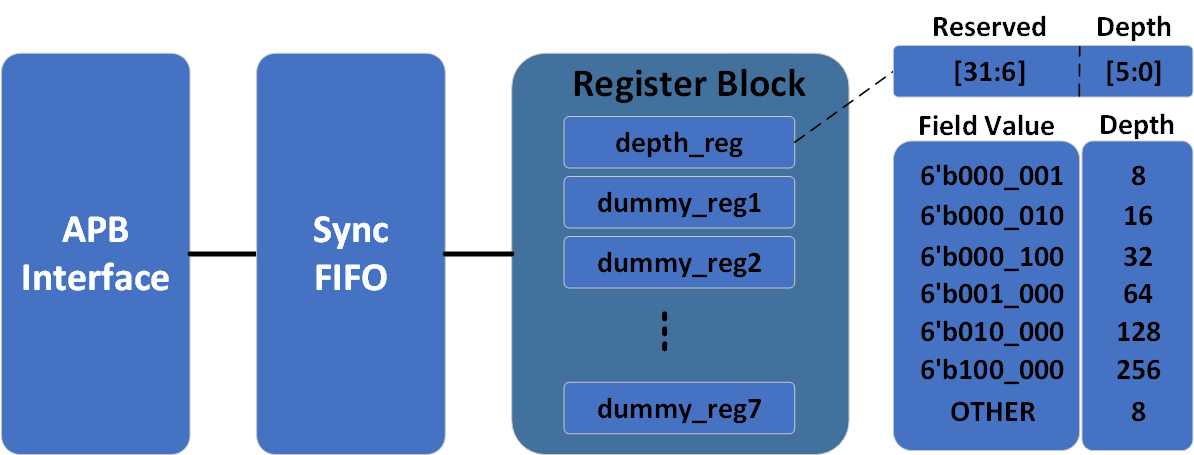 APB
Interface
Sync
FIFO
Register Block
depth_reg
dummy_reg1
dummy_reg2
dummy_reg7
Reserved Depth
[31:6] [5:0]
Field Value Depth
6'b000_001 8
6'b000_010 16
6'b000_100 32
6'b001_000 64
6'b010_000 128
6'b100_000 256
OTHER 8